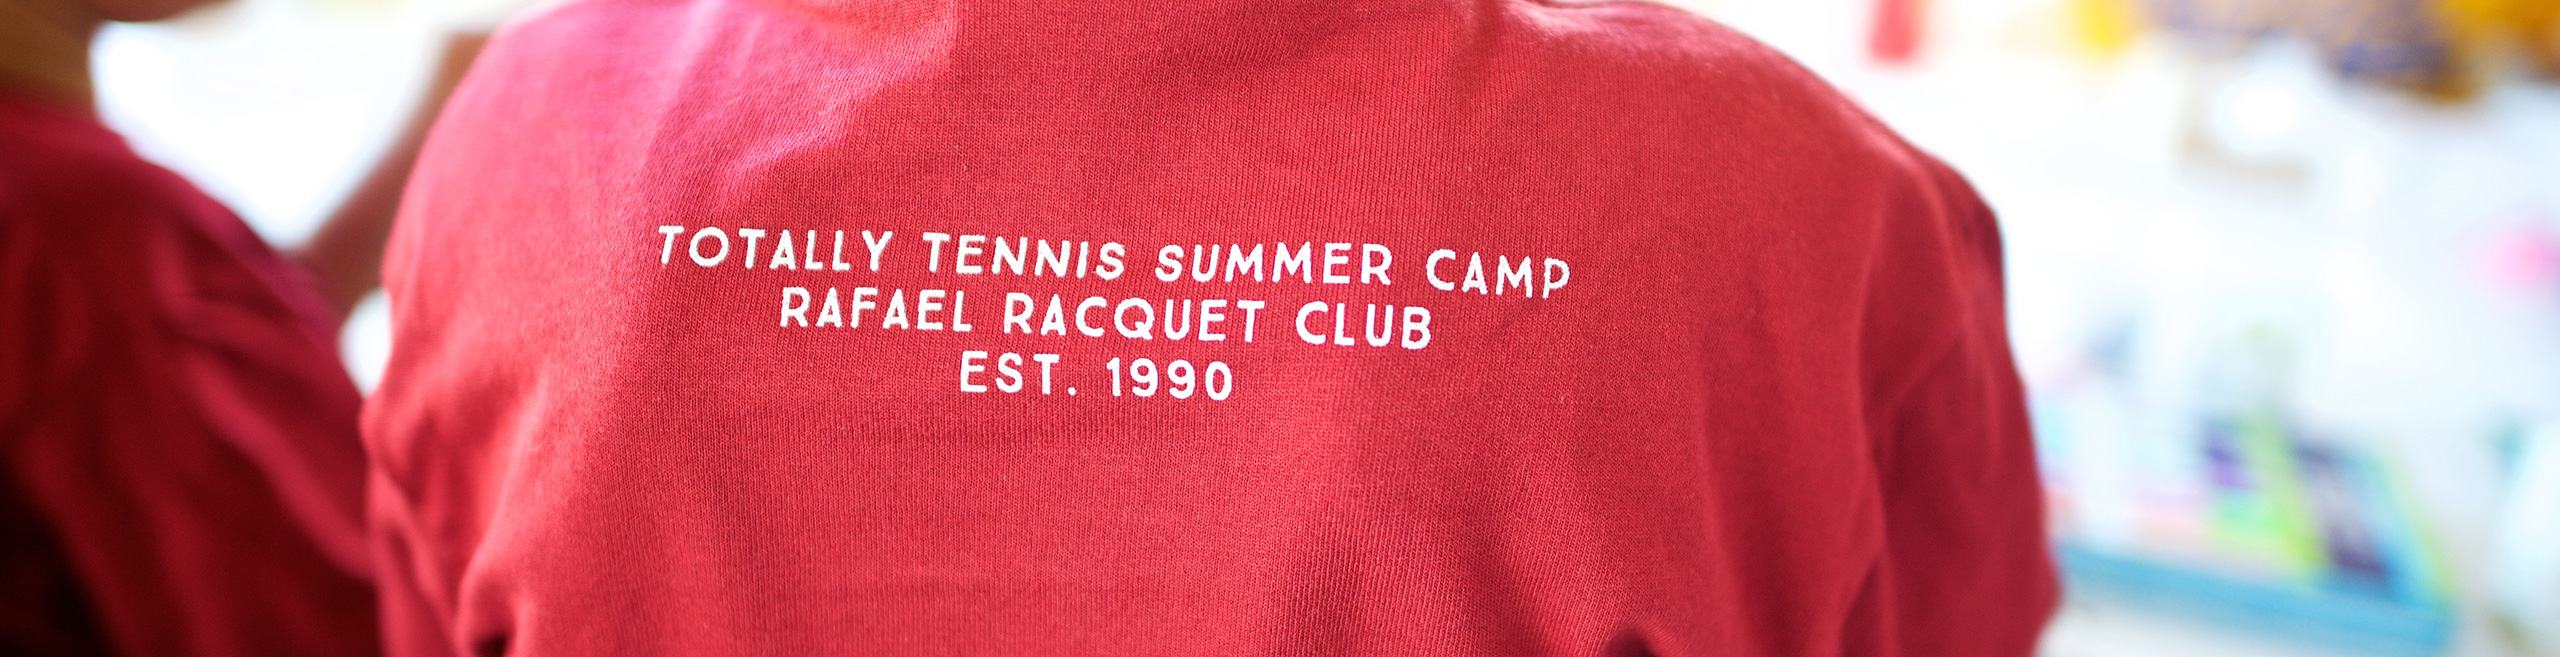 TOTALLY TENNIS SUMMER CAMP
RAFAEL RACQUET CLUB
EST. 1990